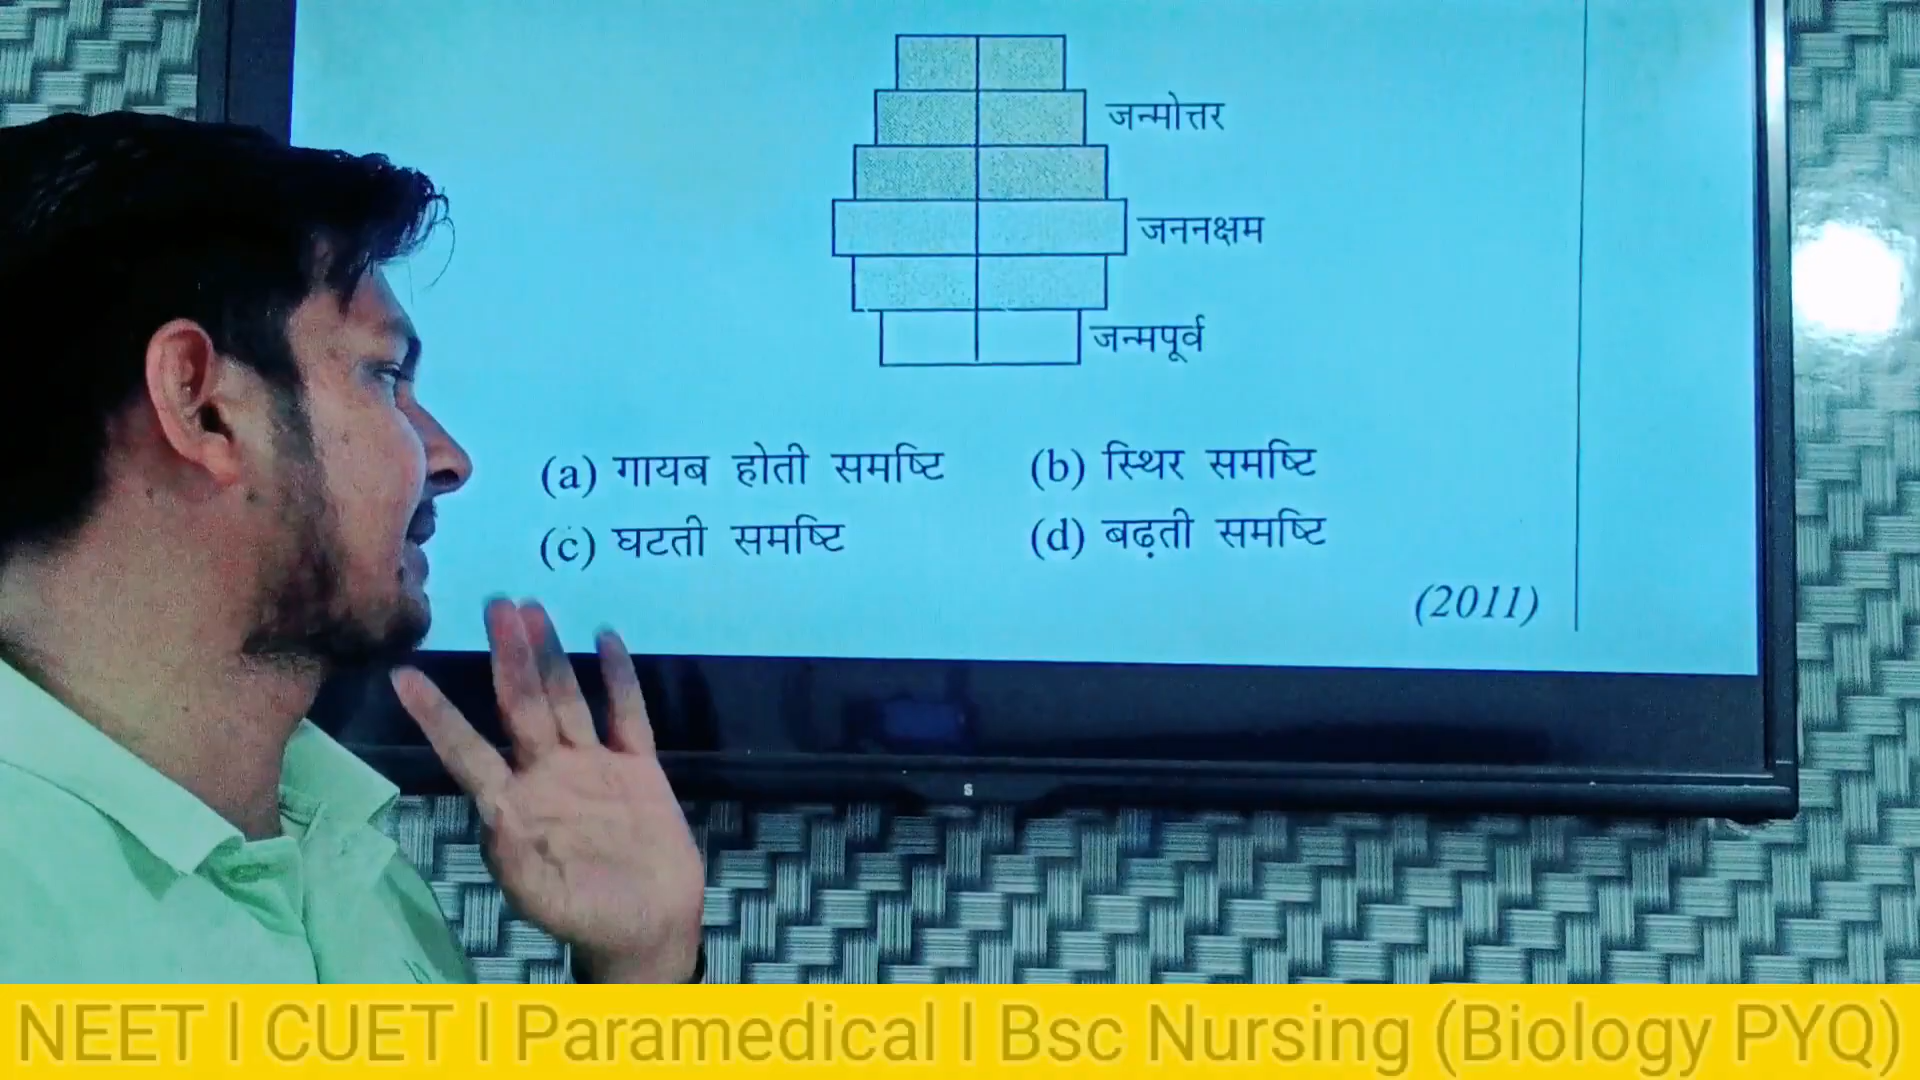 जन्मोत्तर
जननक्षम
जन्मपूर्व
(a) गायब होती समष्टि (b) स्थिर समष्टि
(c) घटती समष्टि (d) बढ़ती समष्टि
(2011)
S
NEET l CUET l Paramedical l Bsc Nursing (Biology PYQ)